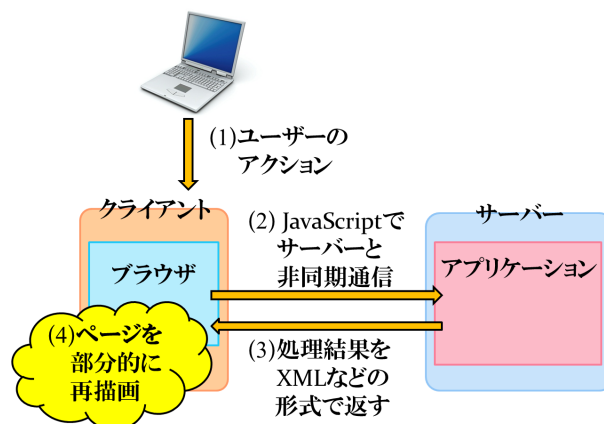 (1)ユーザーの
アクション
クライアント
サーバー
(2) JavaScriptで
サーバーと
非同期通信
ブラウザ
アプリケーション
(4)ページを
部分的に
再描画
(3)処理結果を
XMLなどの
形式で返す